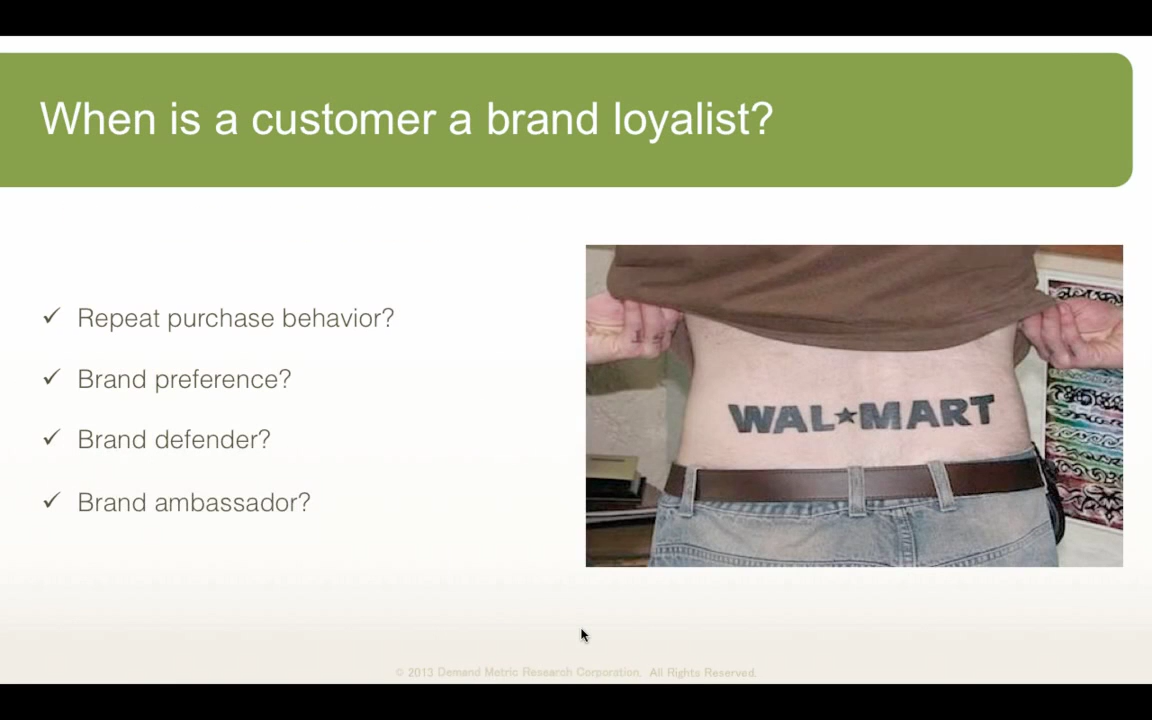 When is a customer a brand loyalist?
✓ Repeat purchase behavior?
✓ Brand preference?
✓ Brand defender?
✓ Brand ambassador?
WAL★MART
© 2013 Demand Metric Research Corporation. All Rights Reserved.